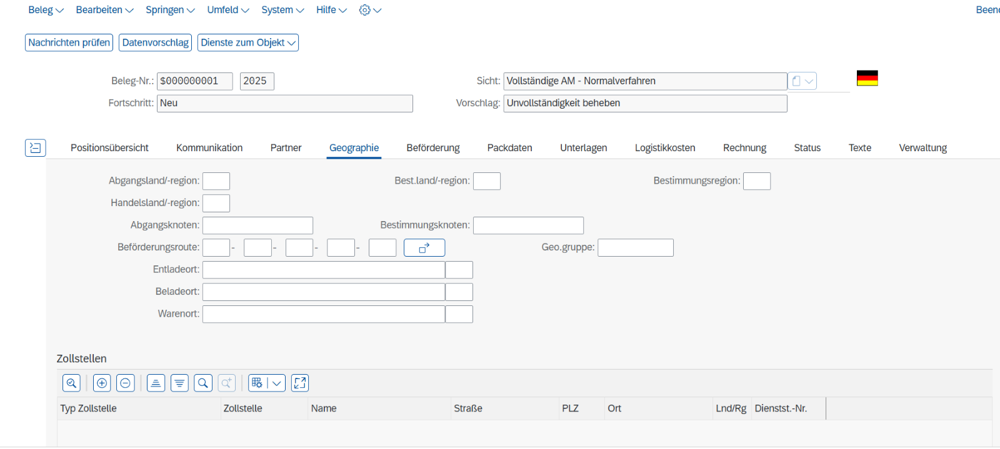 Beleg Bearbeiten Springen Umfeld System Hilfe
Nachrichten prüfen Datenvorschlag Dienste zum Objekt
Beleg-Nr.: $000000001 2025 Sicht: Vollständige AM - Normalverfahren
Fortschritt: Neu Vorschlag: Unvollständigkeit beheben
Positionsübersicht Kommunikation Partner Geographie Beförderung Packdaten Unterlagen Logistikkosten Rechnung Status Texte Verwaltung
Abgangsland/-region: Best.land/-region: Bestimmungsregion:
Handelsland/-region:
Abgangsknoten: Bestimmungsknoten:
Beförderungsroute: - - - - Geo.gruppe:
Entladeort:
Beladeort:
Warenort:
Zollstellen
Typ Zollstelle Zollstelle Name Straße PLZ Ort Lnd/Rg Dienstst.-Nr.